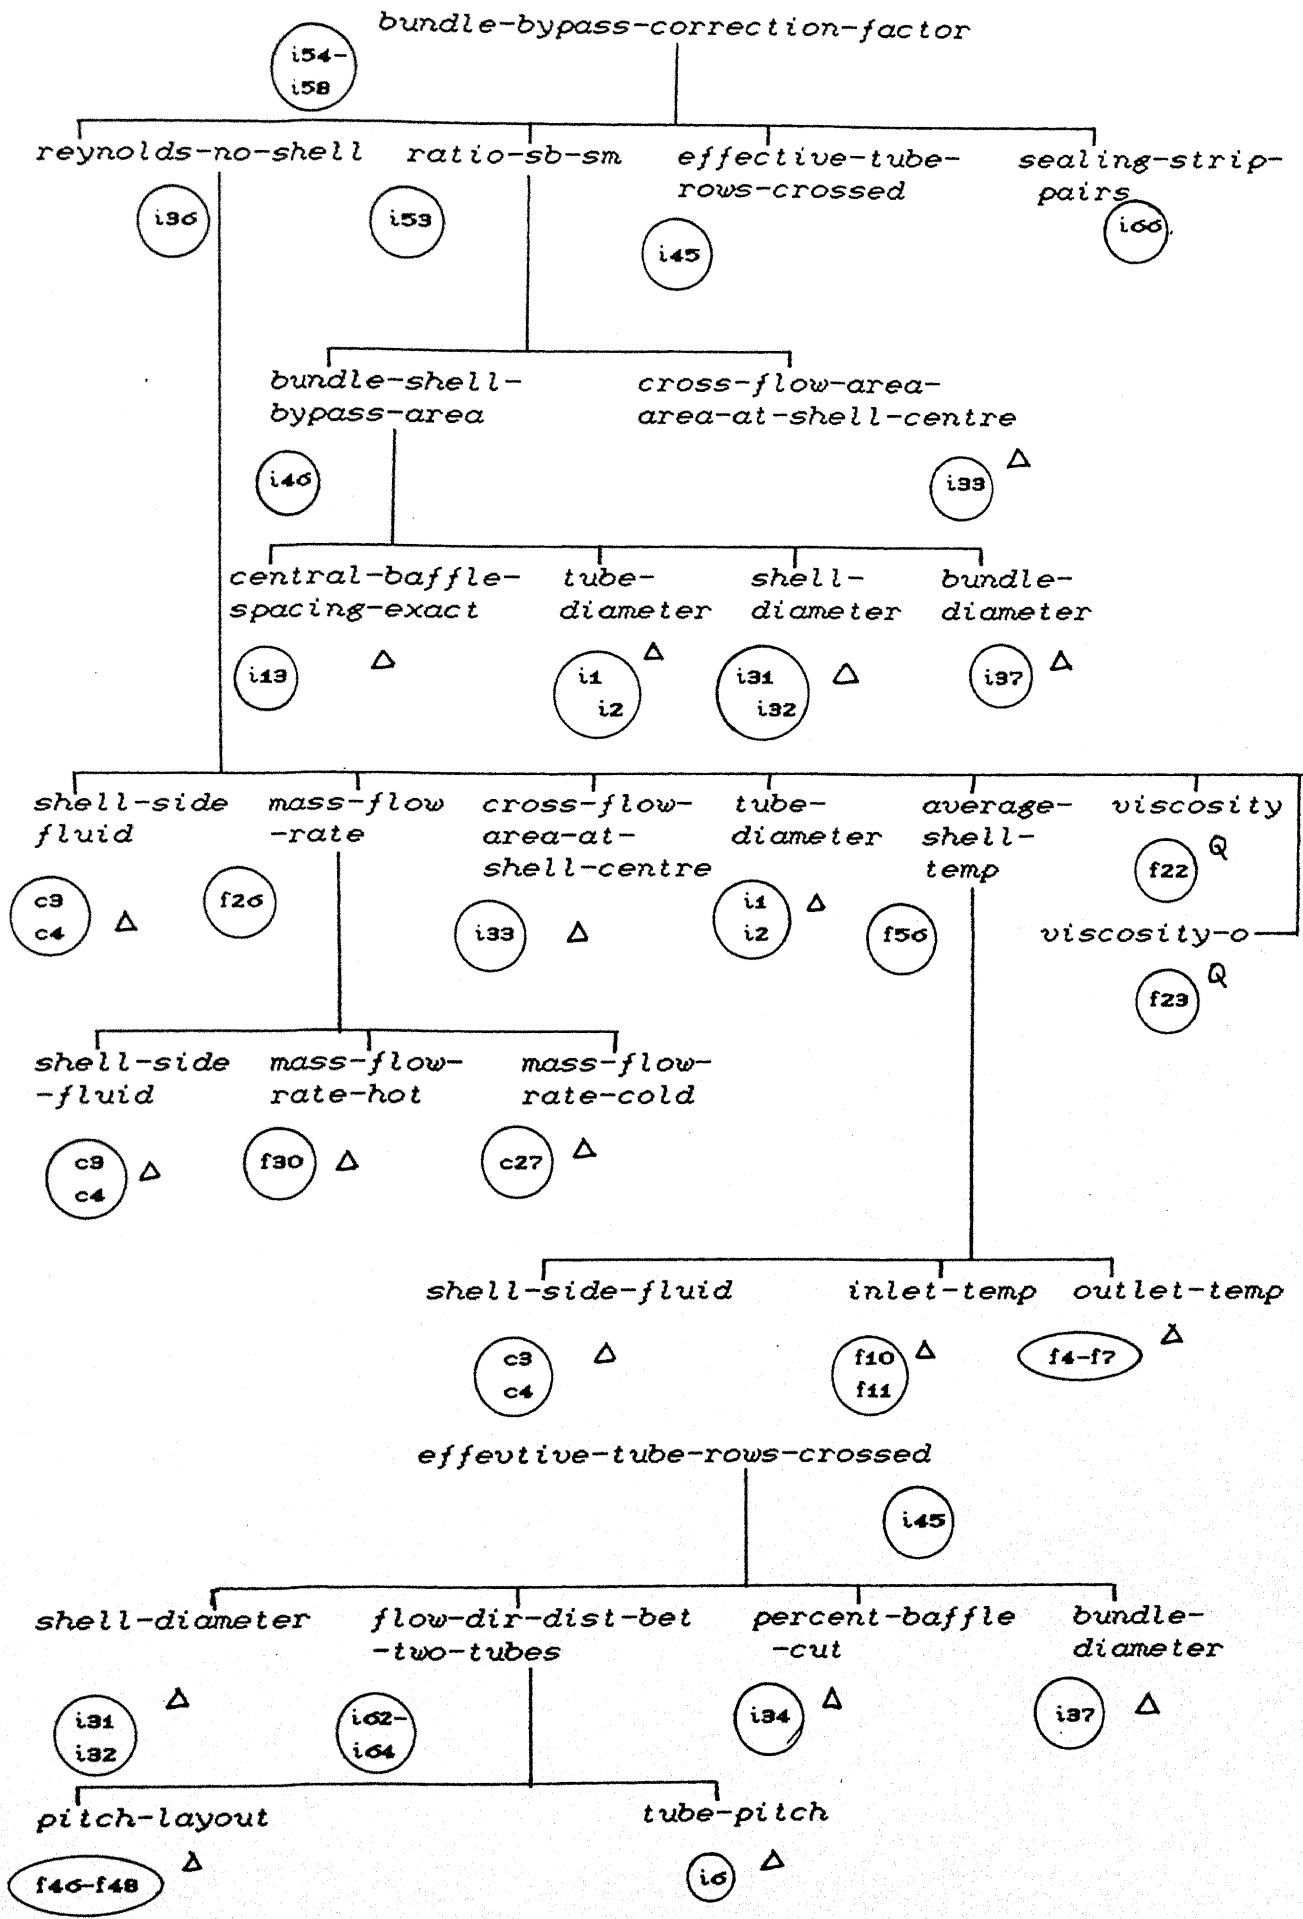 bundle-bypass-correction-factor
i54-
i58
reynolds-no-shell
ratio-sb-sm
effective-tube-
rows-crossed
sealing-strip-
pairs
i36
i53
i45
i66
bundle-shell-
bypass-area
cross-flow-area-
area-at-shell-centre
i46
i33
Δ
central-baffle-
spacing-exact
tube-
diameter
shell-
diameter
bundle-
diameter
i13
Δ
i1
i2
Δ
i31
i32
Δ
i37
Δ
shell-side
fluid
mass-flow
-rate
cross-flow-
area-at-
shell-centre
tube-
diameter
average-
shell-
temp
viscosity
f22
Q
c3
c4
Δ
f26
i33
Δ
i1
i2
Δ
f56
viscosity-o
f23
Q
shell-side
-fluid
mass-flow-
rate-hot
mass-flow-
rate-cold
c3
c4
Δ
f30
Δ
c27
Δ
shell-side-fluid
inlet-temp
outlet-temp
c3
c4
Δ
f10
f11
Δ
f4-f7
Δ
effevtive-tube-rows-crossed
i45
shell-diameter
flow-dir-dist-bet
-two-tubes
percent-baffle
-cut
bundle-
diameter
i31
i32
Δ
i62-
i64
i34
Δ
i37
Δ
pitch-layout
tube-pitch
f46-f48
Δ
i6
Δ